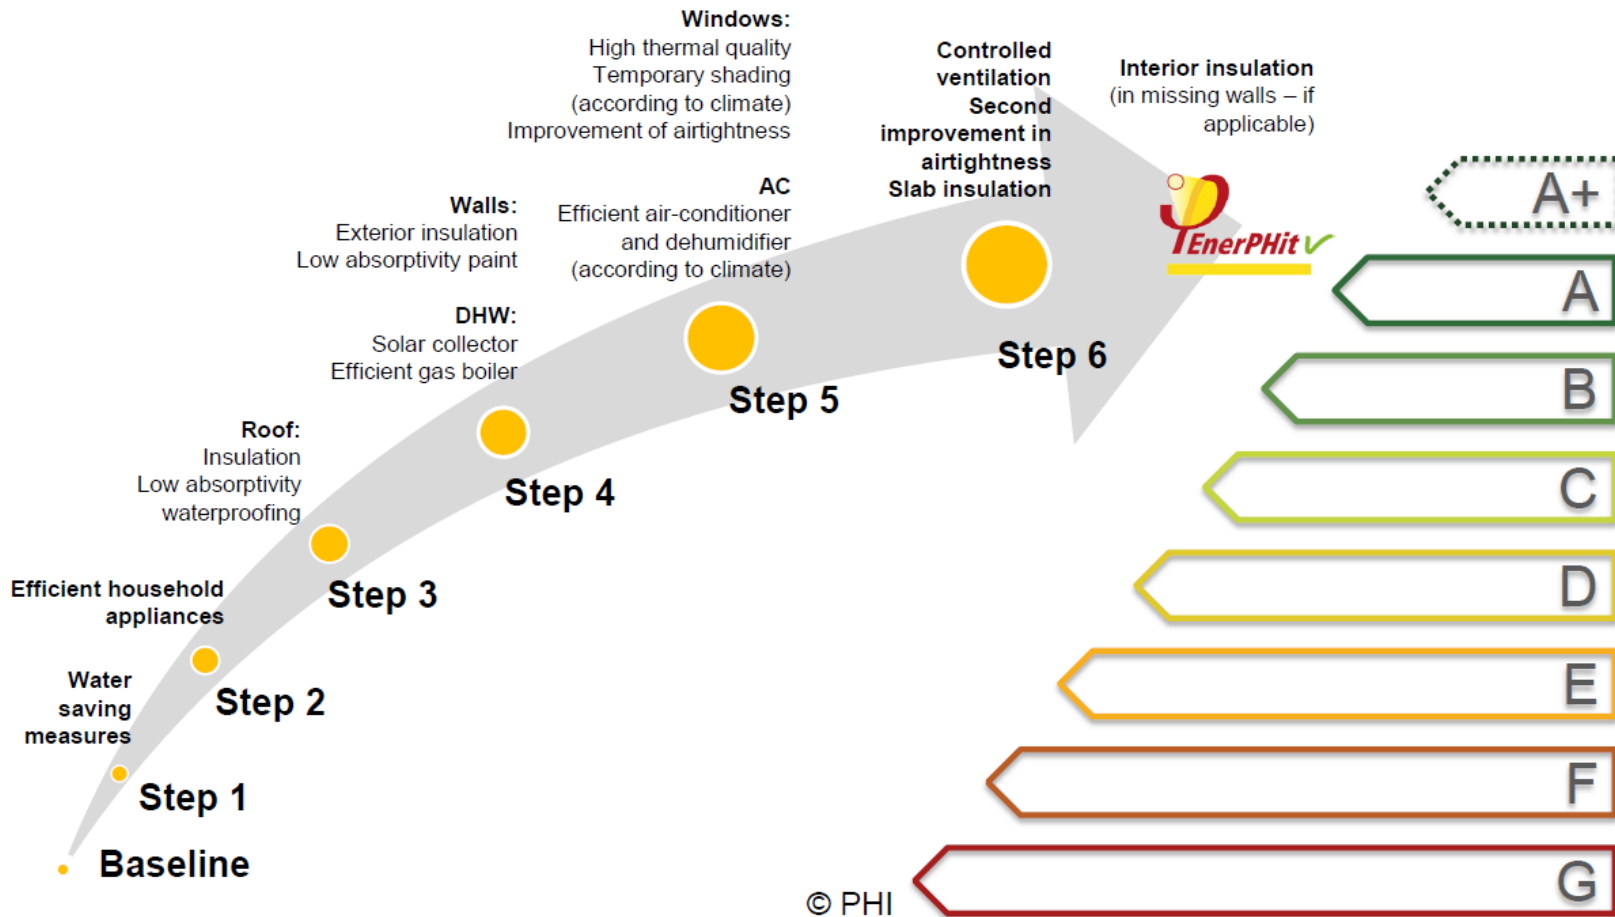 Windows:
High thermal quality
Temporary shading
(according to climate)
Improvement of airtightness
Controlled
ventilation
Second
improvement in
airtightness
Slab insulation
Interior insulation
(in missing walls – if
applicable)
AC
Efficient air-conditioner
and dehumidifier
(according to climate)
Walls:
Exterior insulation
Low absorptivity paint
DHW:
Solar collector
Efficient gas boiler
Roof:
Insulation
Low absorptivity
waterproofing
Efficient household
appliances
Water
saving
measures
EnerPHit
Step 6
Step 5
Step 4
Step 3
Step 2
Step 1
Baseline
A+
A
B
C
D
E
F
G
© PHI